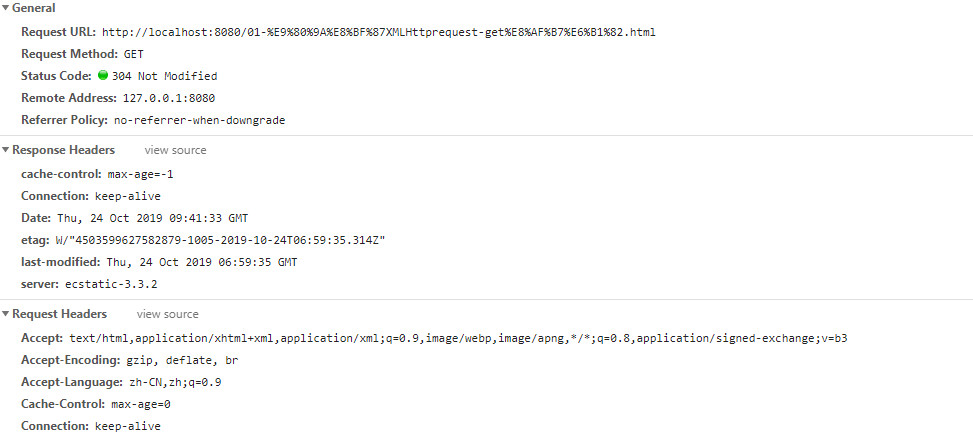 General
Request URL: http://localhost:8080/01-%E9%80%9A%E8%BF%87XMLHttprequest-get%E8%AF%B7%E6%B1%82.html
Request Method: GET
Status Code: 304 Not Modified
Remote Address: 127.0.0.1:8080
Referrer Policy: no-referrer-when-downgrade
Response Headers view source
cache-control: max-age=-1
Connection: keep-alive
Date: Thu, 24 Oct 2019 09:41:33 GMT
etag: W/"4503599627582879-1005-2019-10-24T06:59:35.314Z"
last-modified: Thu, 24 Oct 2019 06:59:35 GMT
server: ecstatic-3.3.2
Request Headers view source
Accept: text/html,application/xhtml+xml,application/xml;q=0.9,image/webp,image/apng,*/*;q=0.8,application/signed-exchange;v=b3
Accept-Encoding: gzip, deflate, br
Accept-Language: zh-CN,zh;q=0.9
Cache-Control: max-age=0
Connection: keep-alive